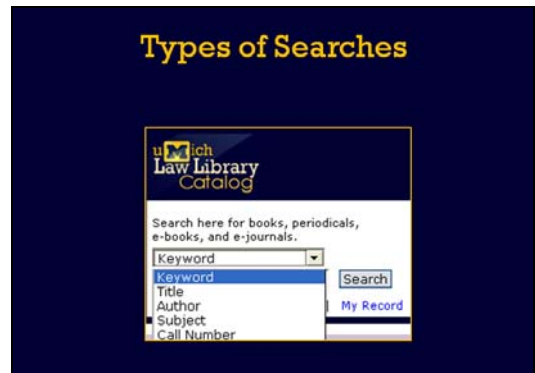 Types of Searches
uMich
Law Library
Catalog
Search here for books, periodicals,
e-books, and e-journals.
Keyword
Keyword
Search
Title
Author
| My Record
Subject
Call Number